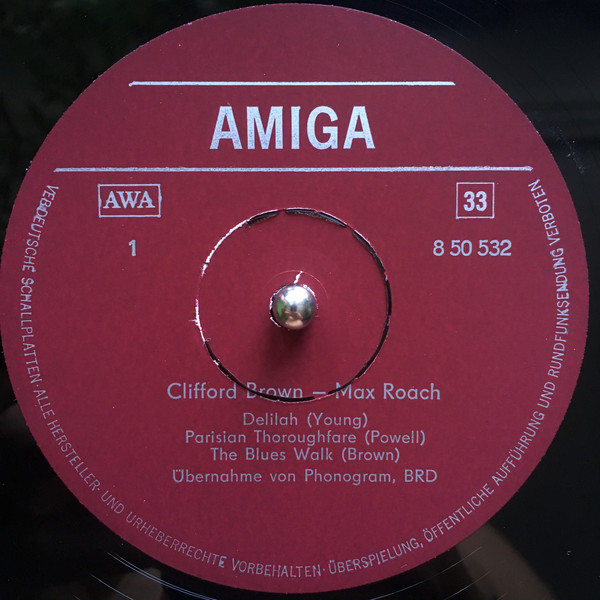 AMIGA
AWA
33
1
8 50 532
Clifford Brown – Max Roach
Delilah (Young)
Parisian Thoroughfare (Powell)
The Blues Walk (Brown)
Übernahme von Phonogram, BRD
VEB DEUTSCHE SCHALLPLATTEN · ALLE HERSTELLER- UND URHEBERRECHTE VORBEHALTEN · ÜBERSPIELUNG, ÖFFENTLICHE AUFFÜHRUNG UND RUNDFUNKSENDUNG VERBOTEN